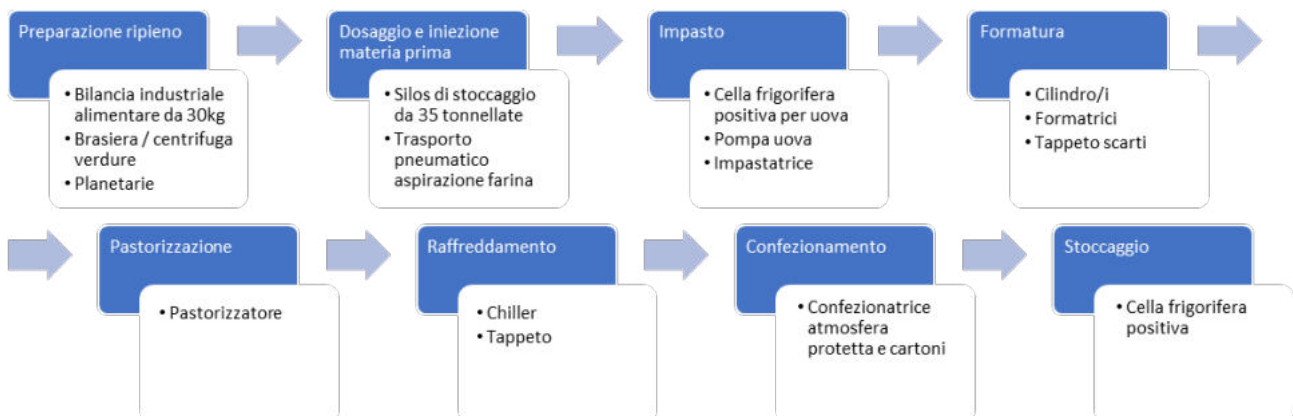 Preparazione ripieno
• Bilancia industriale
alimentare da 30kg
• Brasiera / centrifuga
verdure
• Planetarie
Dosaggio e iniezione
materia prima
• Silos di stoccaggio
da 35 tonnellate
• Trasporto
pneumatico
aspirazione farina
Impasto
• Cella frigorifera
positiva per uova
• Pompa uova
• Impastatrice
Formatura
• Cilindro/i
• Formatrici
• Tappeto scarti
Pastorizzazione
• Pastorizzatore
Raffreddamento
• Chiller
• Tappeto
Confezionamento
• Confezionatrice
atmosfera
protetta e cartoni
Stoccaggio
• Cella frigorifera
positiva